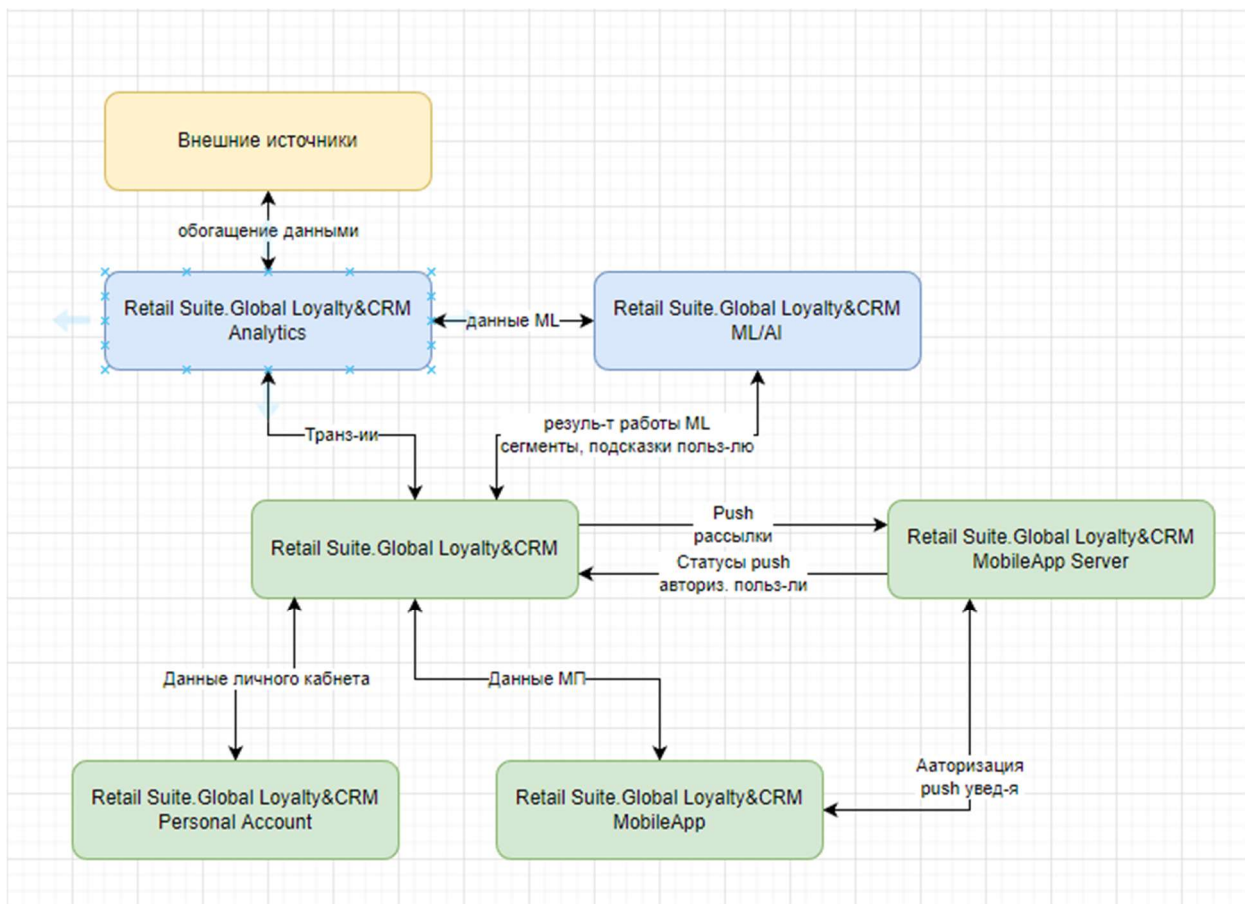 Внешние источники
обогащение данными
Retail Suite.Global Loyalty&CRM
Analytics
данные ML
Retail Suite.Global Loyalty&CRM
ML/AI
Транз-ии
резуль-т работы ML
сегменты, подсказки польз-лю
Retail Suite.Global Loyalty&CRM
Push
рассылки
Статусы push
авториз. польз-ли
Retail Suite.Global Loyalty&CRM
MobileApp Server
Данные личного кабнета
Данные МП
Ааторизация
push увед-я
Retail Suite.Global Loyalty&CRM
Personal Account
Retail Suite.Global Loyalty&CRM
MobileApp